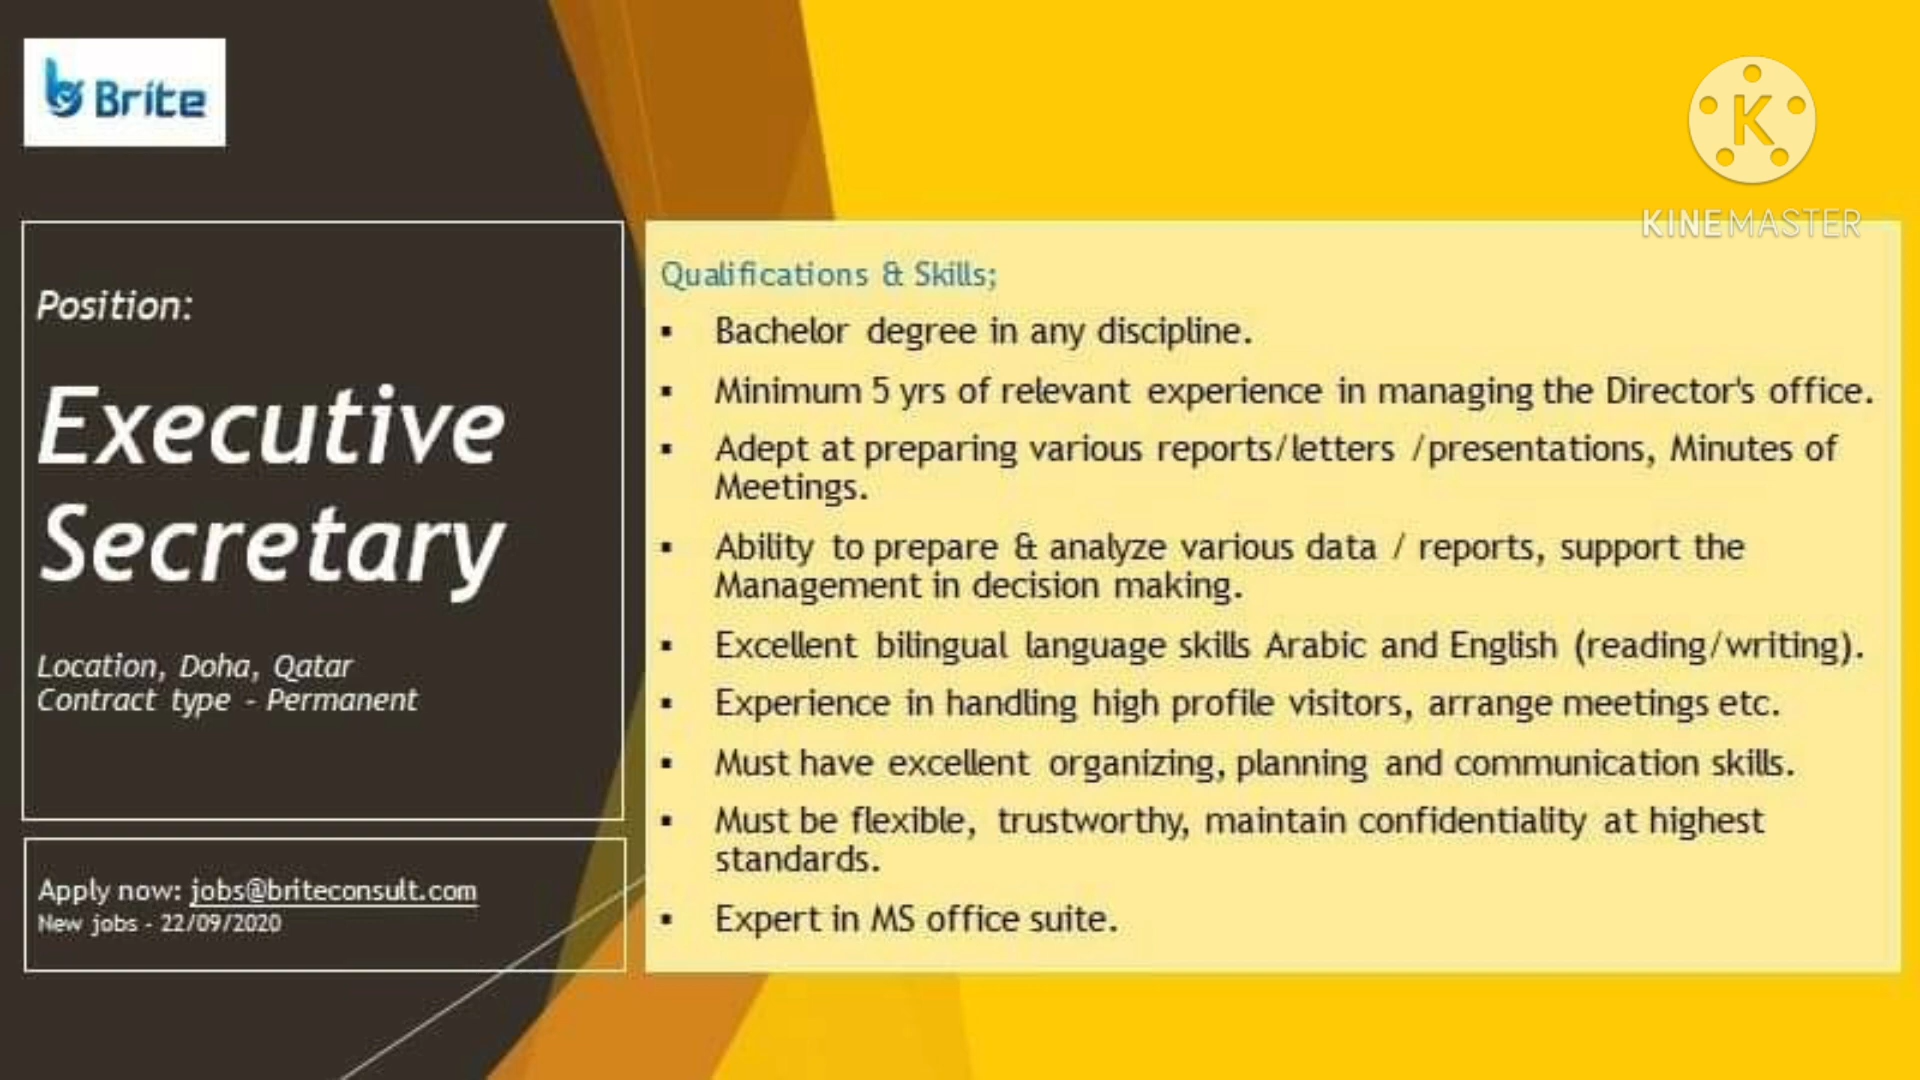 Brite
K
KINEMASTER
Position:
Executive
Secretary
Location, Doha, Qatar
Contract type - Permanent
Apply now: jobs@briteconsult.com
New jobs - 22/09/2020
Qualifications & Skills;
▪ Bachelor degree in any discipline.
▪ Minimum 5 yrs of relevant experience in managing the Director's office.
▪ Adept at preparing various reports/letters /presentations, Minutes of
Meetings.
▪ Ability to prepare & analyze various data / reports, support the
Management in decision making.
▪ Excellent bilingual language skills Arabic and English (reading/writing).
▪ Experience in handling high profile visitors, arrange meetings etc.
▪ Must have excellent organizing, planning and communication skills.
▪ Must be flexible, trustworthy, maintain confidentiality at highest
standards.
▪ Expert in MS office suite.